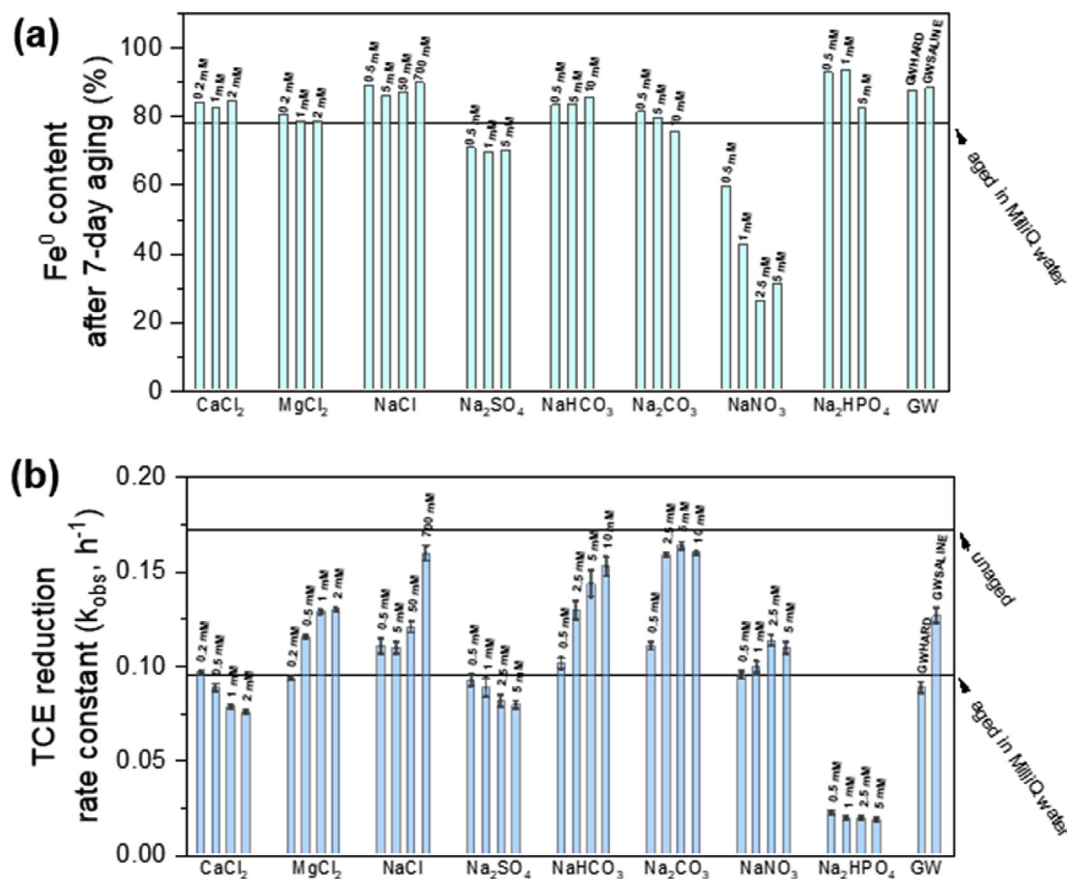 (a)
Fe⁰ content
after 7-day aging (%)
100
80
60
40
20
0
0.2 mM
1 mM
2 mM
0.2 mM
1 mM
2 mM
0.5 mM
5 mM
50 mM
700 mM
0.5 mM
1 mM
5 mM
0.5 mM
5 mM
10 mM
0.5 mM
5 mM
10 mM
0.5 mM
1 mM
2.5 mM
5 mM
0.5 mM
1 mM
5 mM
GWHARD
GWSALINE
aged in MilliQ water
CaCl₂
MgCl₂
NaCl
Na₂SO₄
NaHCO₃
Na₂CO₃
NaNO₃
Na₂HPO₄
GW
(b)
TCE reduction
rate constant (kobs, h⁻¹)
0.20
0.15
0.10
0.05
0.00
0.2 mM
0.5 mM
1 mM
2 mM
0.2 mM
0.5 mM
1 mM
2 mM
0.5 mM
5 mM
50 mM
700 mM
0.5 mM
1 mM
2.5 mM
5 mM
0.5 mM
2.5 mM
5 mM
10 mM
0.5 mM
2.5 mM
5 mM
10 mM
0.5 mM
1 mM
2.5 mM
5 mM
0.5 mM
1 mM
2.5 mM
5 mM
GWHARD
GWSALINE
unaged
aged in MilliQ water
CaCl₂
MgCl₂
NaCl
Na₂SO₄
NaHCO₃
Na₂CO₃
NaNO₃
Na₂HPO₄
GW